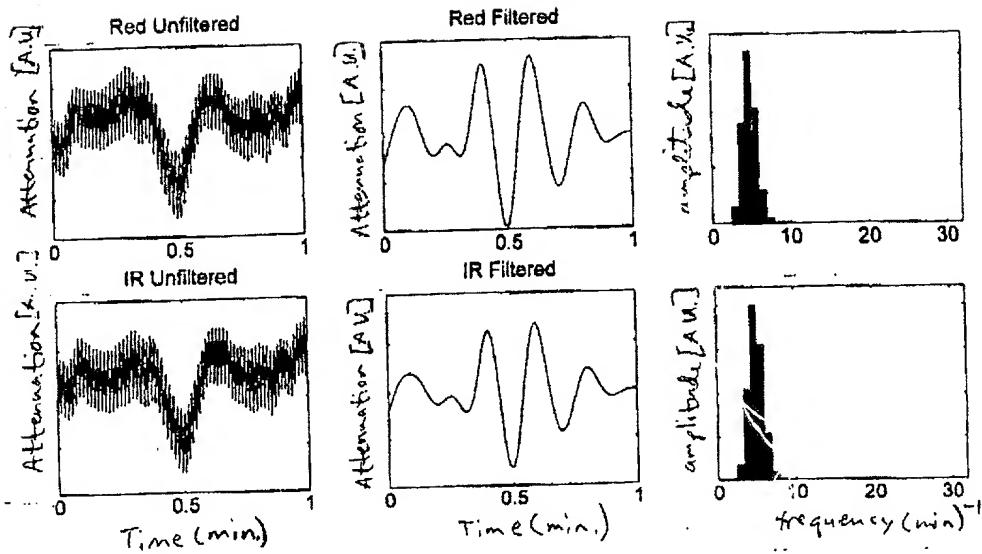 Red Unfiltered
Attenuation [A.U]
0 0.5 1
Red Filtered
Attenuation [A.U.]
0 0.5 1
amplitude [A.U.]
0 10 20 30
IR Unfiltered
Attenuation [A.U.]
0 0.5 1
Time (min.)
IR Filtered
Attenuation [A U.]
0 0.5 1
Time (min.)
amplitude [A U.]
0 10 20 30
frequency (min)⁻¹